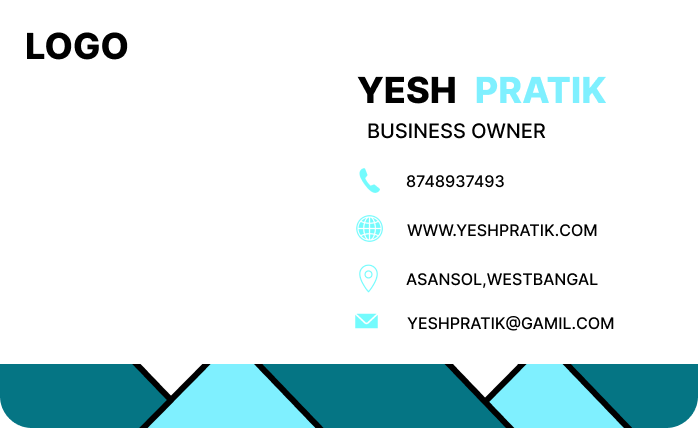 LOGO
YESH PRATIK
BUSINESS OWNER
8748937493
WWW.YESHPRATIK.COM
ASANSOL,WESTBANGAL
YESHPRATIK@GAMIL.COM